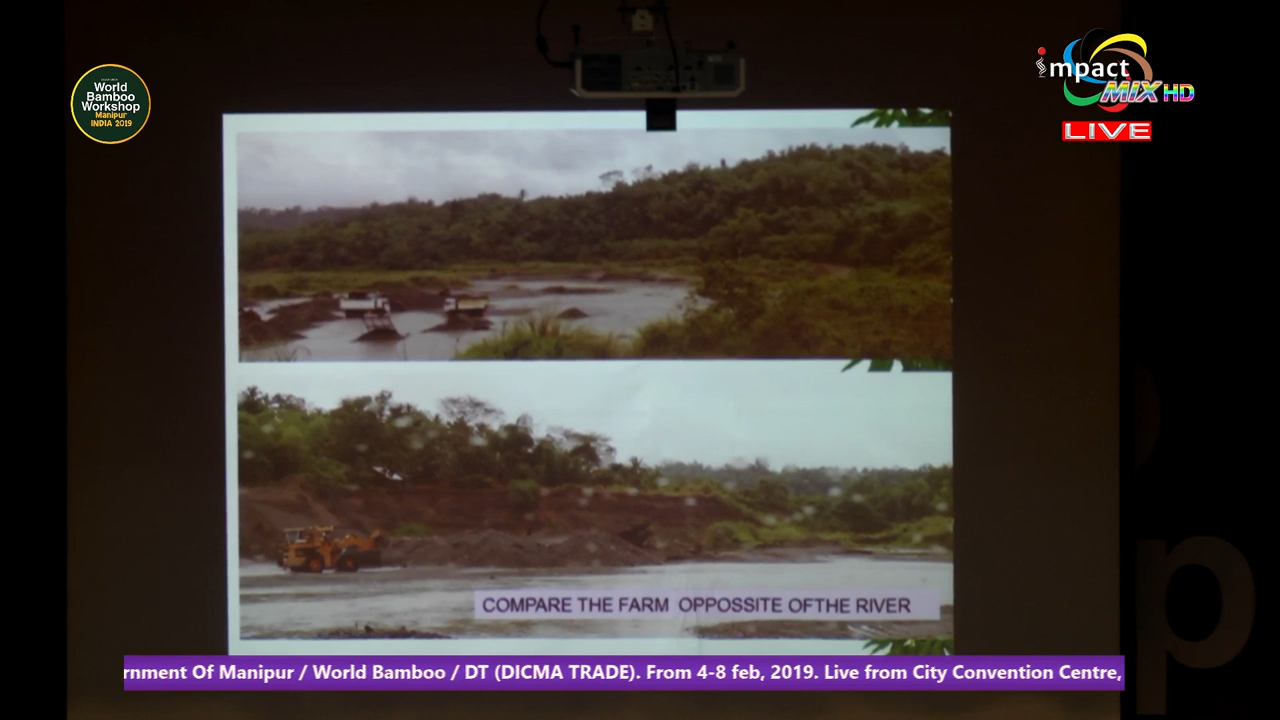 World
Bamboo
Workshop
Manipur
INDIA 2019
impact
MIX HD
LIVE
COMPARE THE FARM OPPOSSITE OFTHE RIVER
rnment Of Manipur / World Bamboo / DT (DICMA TRADE). From 4-8 feb, 2019. Live from City Convention Centre,
p